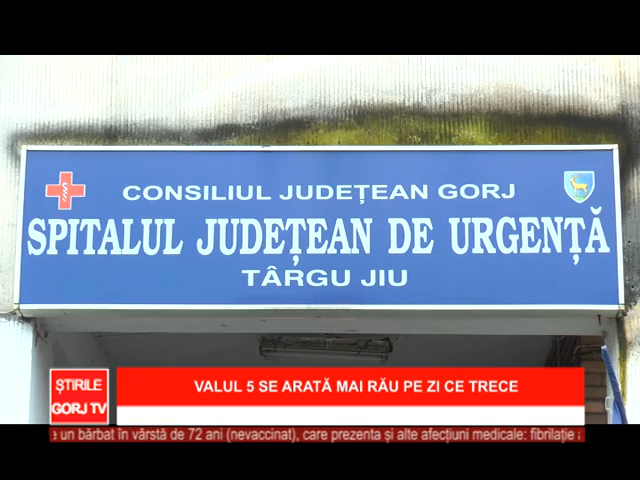 CONSILIUL JUDEȚEAN GORJ
SPITALUL JUDEȚEAN DE URGENȚĂ
TÂRGU JIU
ȘTIRILE
GORJ TV
VALUL 5 SE ARATĂ MAI RĂU PE ZI CE TRECE
e un bărbat în vârstă de 72 ani (nevaccinat), care prezenta și alte afecțiuni medicale: fibrilație